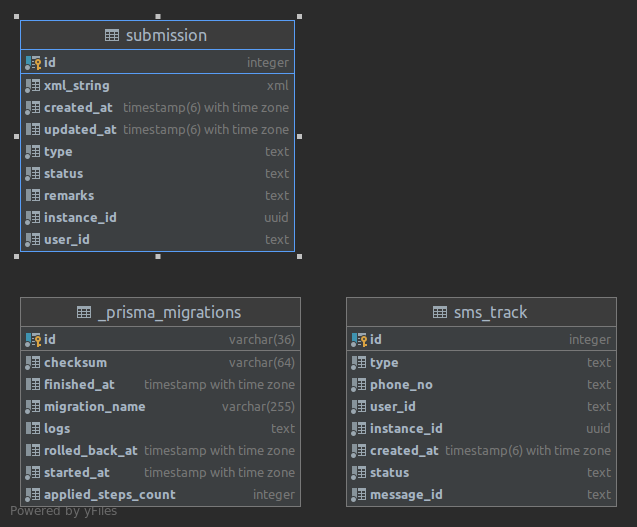 submission
id integer
xml_string xml
created_at timestamp(6) with time zone
updated_at timestamp(6) with time zone
type text
status text
remarks text
instance_id uuid
user_id text
_prisma_migrations
id varchar(36)
checksum varchar(64)
finished_at timestamp with time zone
migration_name varchar(255)
logs text
rolled_back_at timestamp with time zone
started_at timestamp with time zone
applied_steps_count integer
sms_track
id integer
type text
phone_no text
user_id text
instance_id uuid
created_at timestamp(6) with time zone
status text
message_id text
Powered by yFiles